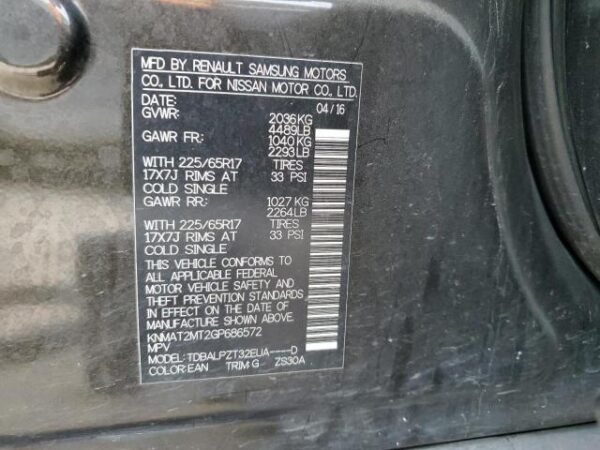 MFD BY RENAULT SAMSUNG MOTORS
CO., LTD. FOR NISSAN MOTOR CO., LTD.
DATE: 04/16
GVWR: 2036KG
4489LB
GAWR FR: 1040KG
2293LB
WITH 225/65R17 TIRES
17X7J RIMS AT 33 PSI
COLD SINGLE
GAWR RR: 1027 KG
2264LB
WITH 225/65R17 TIRES
17X7J RIMS AT 33 PSI
COLD SINGLE
THIS VEHICLE CONFORMS TO ALL
APPLICABLE FEDERAL
MOTOR VEHICLE SAFETY AND
THEFT PREVENTION STANDARDS
IN EFFECT ON THE DATE OF
MANUFACTURE SHOWN ABOVE.
KNMAT2MT2GP686572
MPV
MODEL: TDBALPZT32EUA----D
COLOR:EAN TRIM:G ZS30A